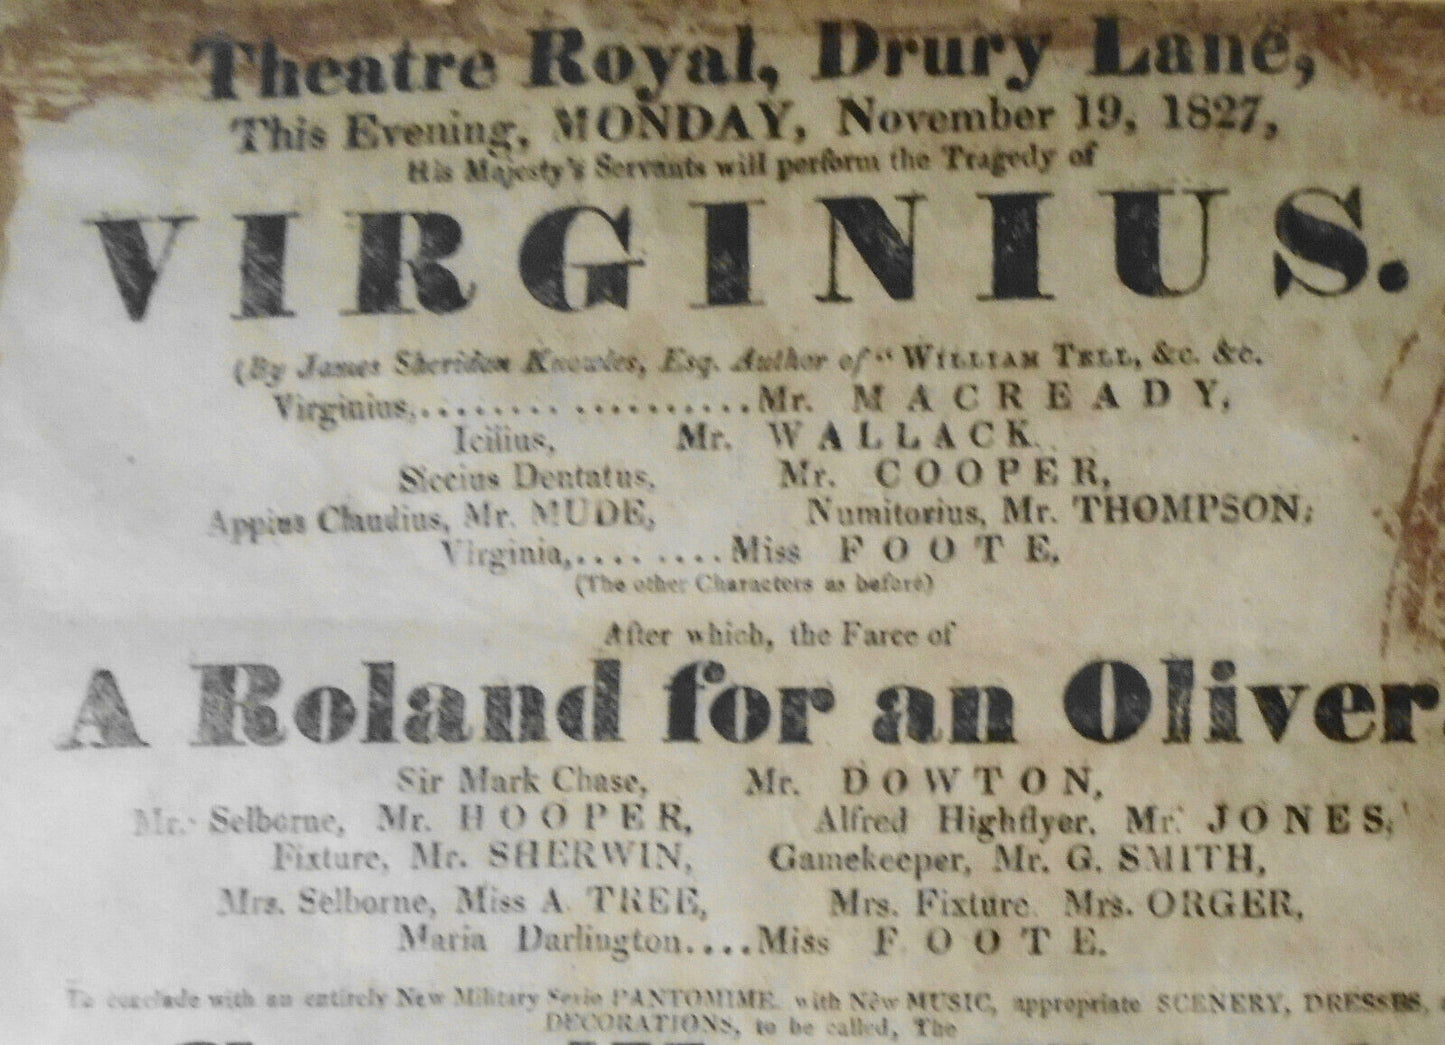 Theatre Royal, Drury Lane,
This Evening, MONDAY, November 19, 1827,
His Majesty's Servants will perform the Tragedy of
VIRGINIUS.
(By James Sheridan Knowles, Esq. Author of "WILLIAM TELL, &c. &c.
Virginius,...................Mr. MACREADY,
Icilius, Mr. WALLACK.
Siccius Dentatus, Mr. COOPER,
Appius Claudius, Mr. MUDE, Numitorius, Mr. THOMPSON,
Virginia,........Miss FOOTE,
(The other Characters as before)
After which, the Farce of
A Roland for an Oliver.
Sir Mark Chase, Mr. DOWTON,
Mr. Selborne, Mr. HOOPER, Alfred Highflyer, Mr. JONES,
Fixture, Mr. SHERWIN, Gamekeeper, Mr. G. SMITH,
Mrs. Selborne, Miss A. TREE, Mrs. Fixture. Mrs. ORGER,
Maria Darlington....Miss FOOTE.
To conclude with an entirely New Military Serio PANTOMIME. with New MUSIC, appropriate SCENERY, DRESSES,
DECORATIONS, to be called, The